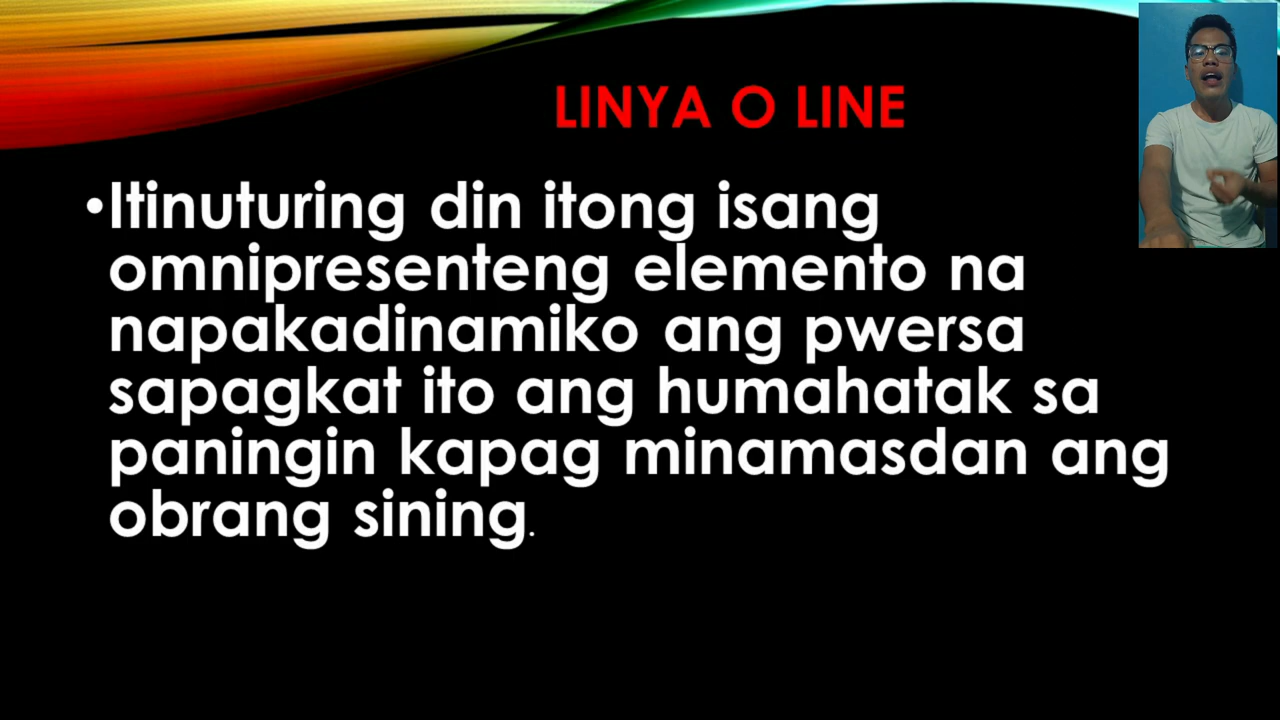 LINYA O LINE
•Itinuturing din itong isang
omnipresenteng elemento na
napakadinamiko ang pwersa
sapagkat ito ang humahatak sa
paningin kapag minamasdan ang
obrang sining.